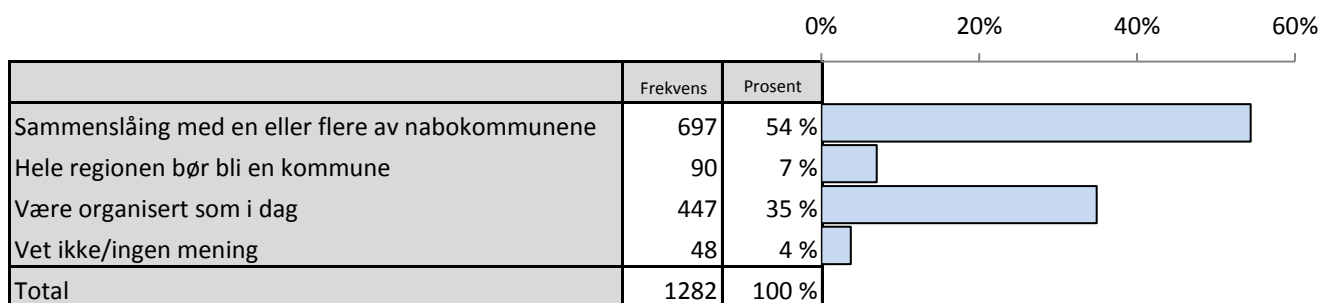 0% 20% 40% 60%
Frekvens Prosent
Sammenslåing med en eller flere av nabokommunene 697 54 %
Hele regionen bør bli en kommune 90 7 %
Være organisert som i dag 447 35 %
Vet ikke/ingen mening 48 4 %
Total 1282 100 %